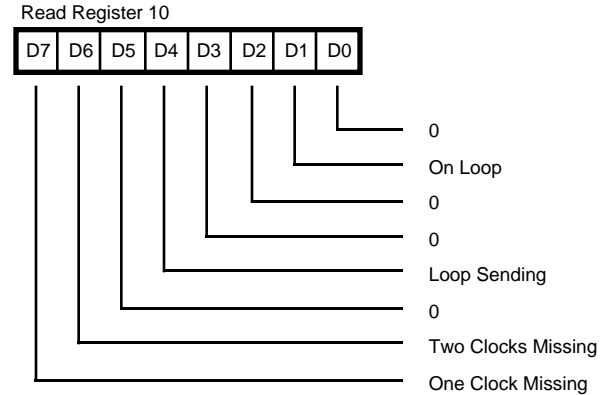 Read Register 10
D7 D6 D5 D4 D3 D2 D1 D0
0
On Loop
0
0
Loop Sending
0
Two Clocks Missing
One Clock Missing